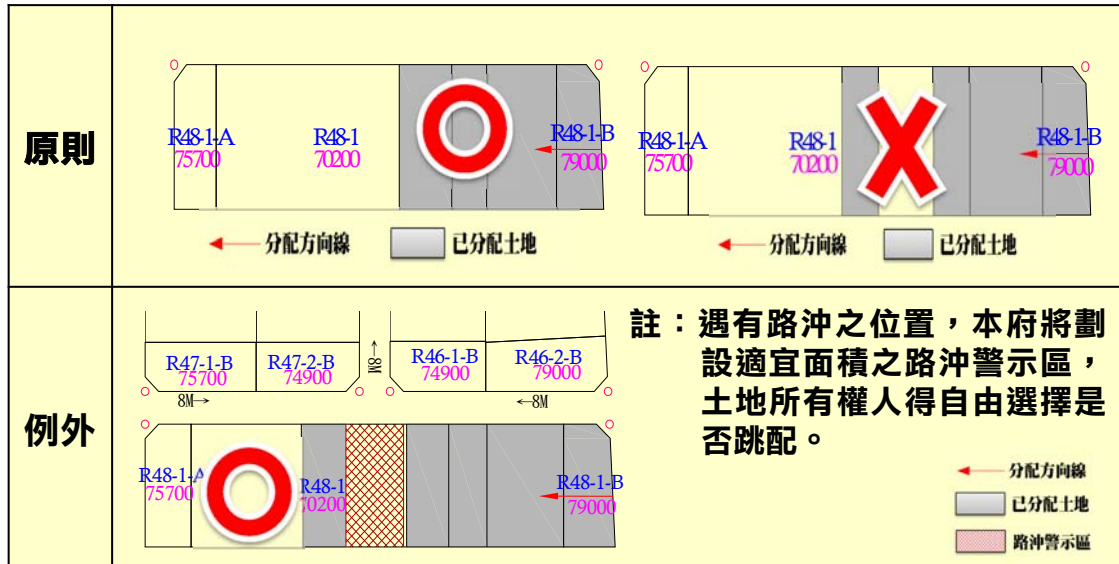 原則
R48-1-A
75700
R48-1
70200
R48-1-B
79000
分配方向線
已分配土地
R48-1-A
75700
R48-1
70200
R48-1-B
79000
分配方向線
已分配土地
例外
R47-1-B
75700
R47-2-B
74900
8M
R46-1-B
74900
R46-2-B
79000
8M→
←8M
R48-1-A
75700
R48-1
70200
R48-1-B
79000
註：遇有路沖之位置，本府將劃
設適宜面積之路沖警示區，
土地所有權人得自由選擇是
否跳配。
分配方向線
已分配土地
路沖警示區